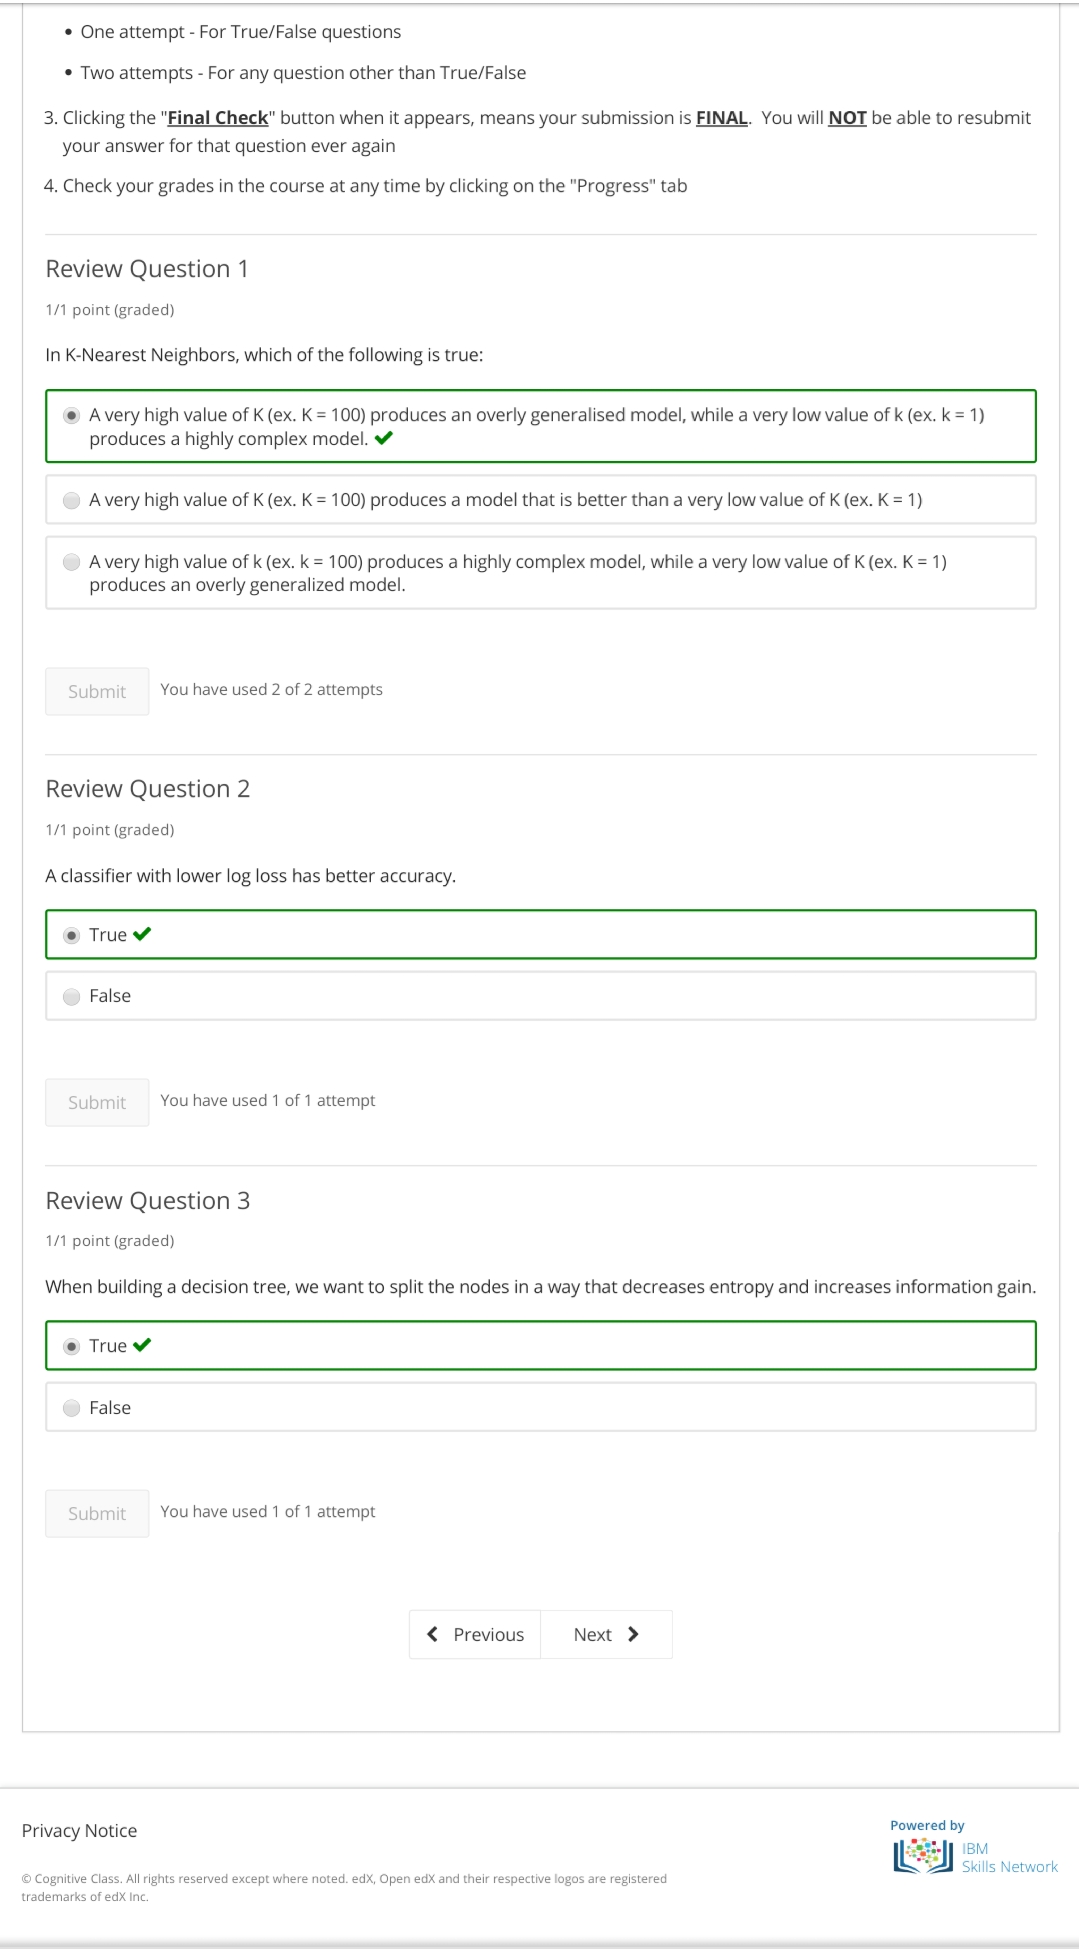 • One attempt - For True/False questions
• Two attempts - For any question other than True/False
3. Clicking the "Final Check" button when it appears, means your submission is FINAL.  You will NOT be able to resubmit
your answer for that question ever again
4. Check your grades in the course at any time by clicking on the "Progress" tab
Review Question 1
1/1 point (graded)
In K-Nearest Neighbors, which of the following is true:
A very high value of K (ex. K = 100) produces an overly generalised model, while a very low value of k (ex. k = 1)
produces a highly complex model.
A very high value of K (ex. K = 100) produces a model that is better than a very low value of K (ex. K = 1)
A very high value of k (ex. k = 100) produces a highly complex model, while a very low value of K (ex. K = 1)
produces an overly generalized model.
Submit You have used 2 of 2 attempts
Review Question 2
1/1 point (graded)
A classifier with lower log loss has better accuracy.
True
False
Submit You have used 1 of 1 attempt
Review Question 3
1/1 point (graded)
When building a decision tree, we want to split the nodes in a way that decreases entropy and increases information gain.
True
False
Submit You have used 1 of 1 attempt
Previous Next
Privacy Notice
Powered by
IBM
Skills Network
© Cognitive Class. All rights reserved except where noted. edX, Open edX and their respective logos are registered
trademarks of edX Inc.